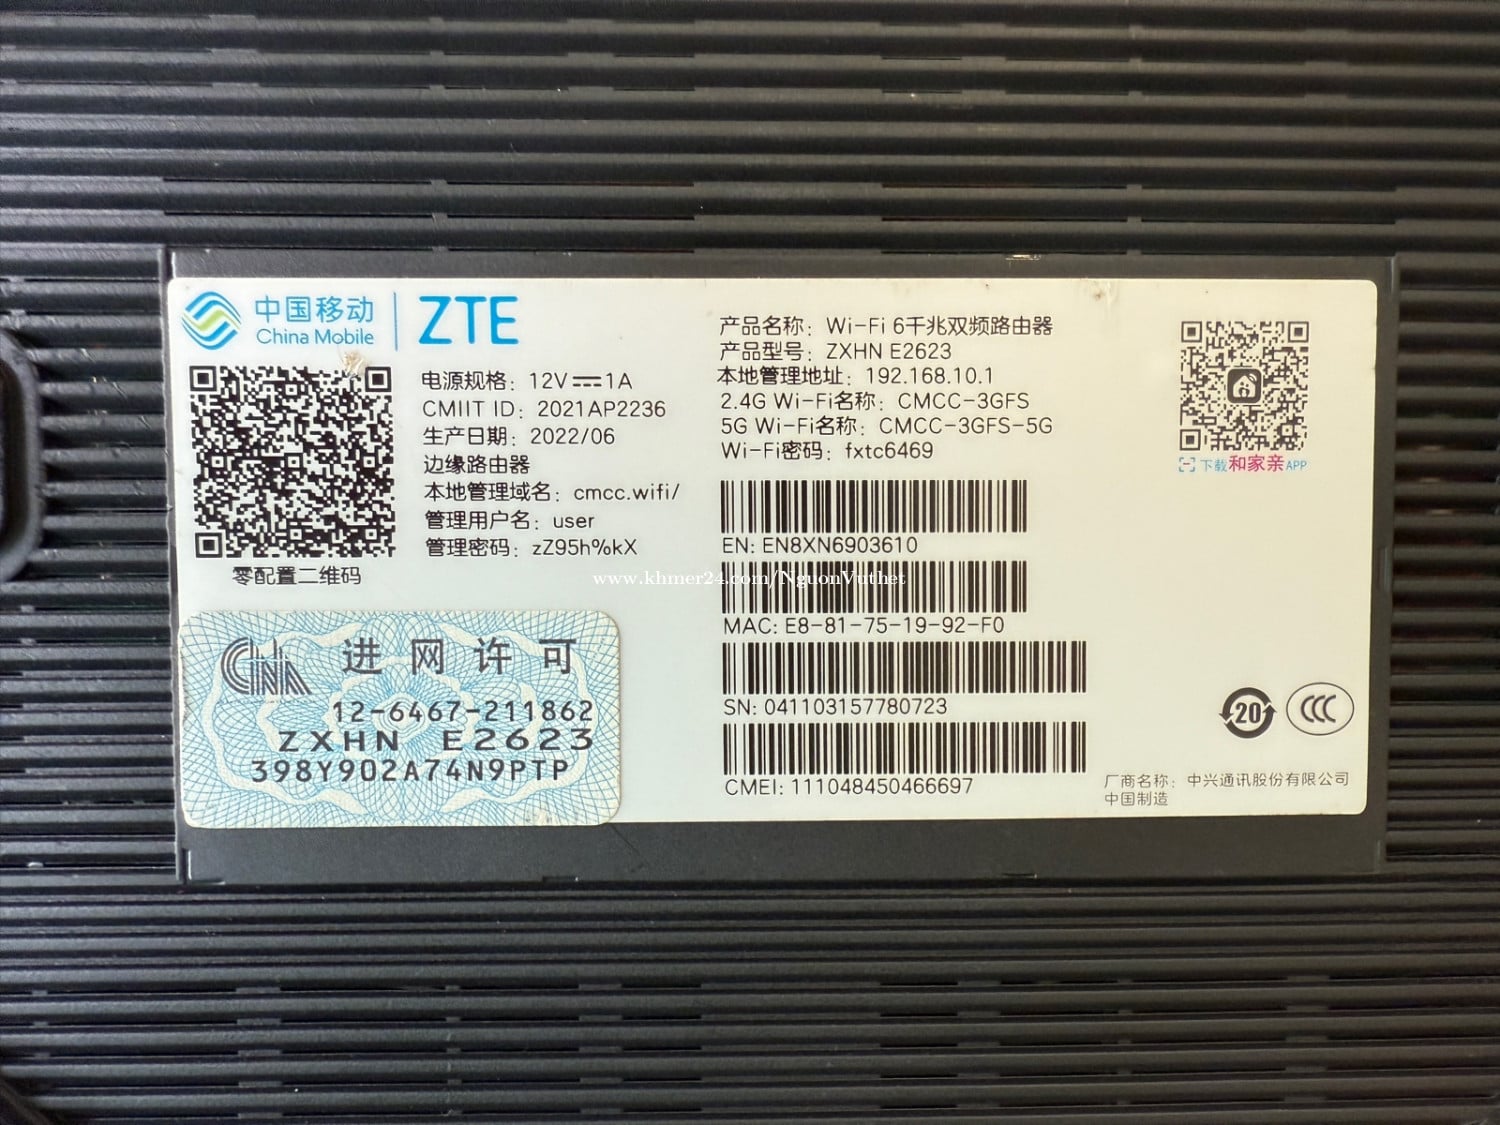 中国移动
China Mobile
ZTE
电源规格：12V⎓1A
CMIIT ID：2021AP2236
生产日期：2022/06
边缘路由器
本地管理域名：cmcc.wifi/
管理用户名：user
管理密码：zZ95h%kX
零配置二维码
产品名称：Wi-Fi 6千兆双频路由器
产品型号：ZXHN E2623
本地管理地址：192.168.10.1
2.4G Wi-Fi名称：CMCC-3GFS
5G Wi-Fi名称：CMCC-3GFS-5G
Wi-Fi密码：fxtc6469
下载和家亲APP
EN: EN8XN6903610
www.khmer24.com/NguonVuthet
MAC: E8-81-75-19-92-F0
SN: 041103157780723
CMEI: 111048450466697
CNA 进网许可
12-6467-211862
ZXHN E2623
398Y902A74N9PTP
20
CCC
厂商名称：中兴通讯股份有限公司
中国制造